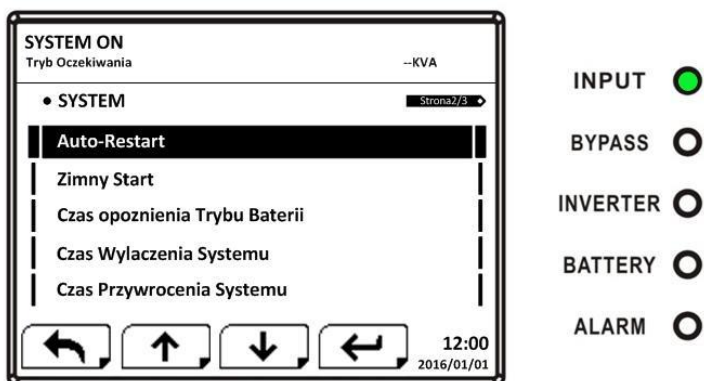 SYSTEM ON
Tryb Oczekiwania --KVA
• SYSTEM Strona2/3
Auto-Restart
Zimny Start
Czas opoznienia Trybu Baterii
Czas Wylaczenia Systemu
Czas Przywrocenia Systemu
12:00
2016/01/01
INPUT
BYPASS
INVERTER
BATTERY
ALARM